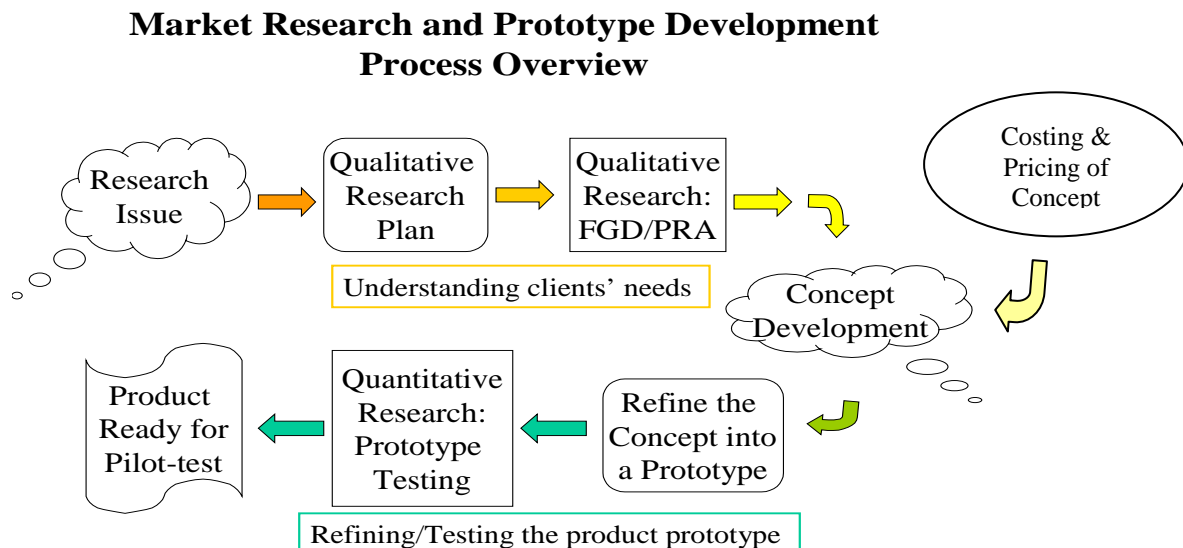 Market Research and Prototype Development
Process Overview
Research
Issue
Qualitative
Research
Plan
Qualitative
Research:
FGD/PRA
Costing &
Pricing of
Concept
Understanding clients’ needs
Concept
Development
Product
Ready for
Pilot-test
Quantitative
Research:
Prototype
Testing
Refine the
Concept into
a Prototype
Refining/Testing the product prototype